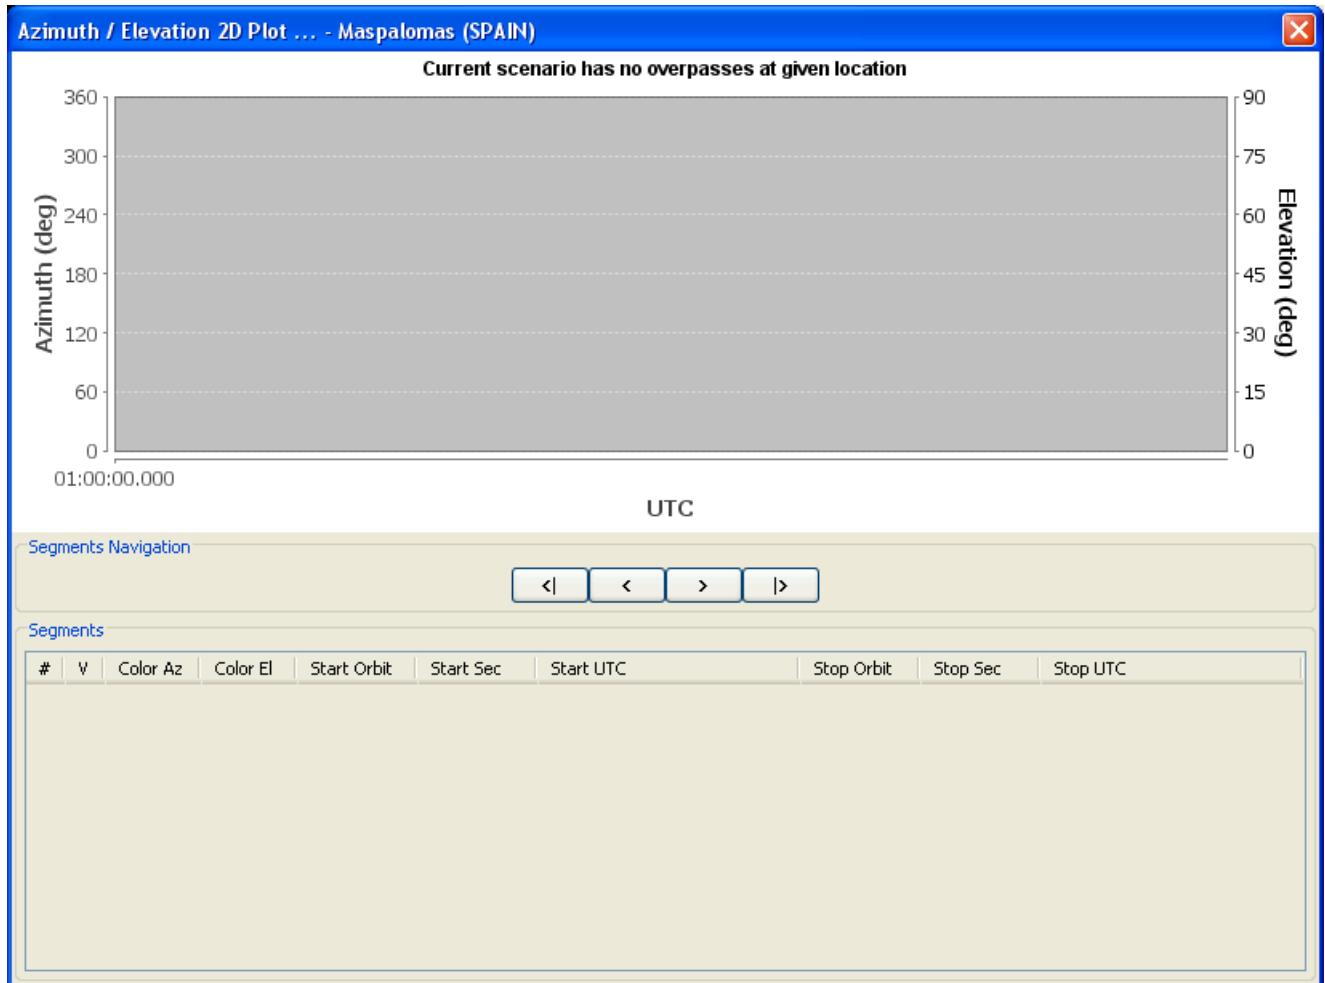 Azimuth / Elevation 2D Plot ... - Maspalomas (SPAIN)
Current scenario has no overpasses at given location
360
300
240
180
120
60
0
Azimuth (deg)
90
75
60
45
30
15
0
Elevation (deg)
01:00:00.000
UTC
Segments Navigation
<| < > |>
Segments
# V Color Az Color El Start Orbit Start Sec Start UTC Stop Orbit Stop Sec Stop UTC